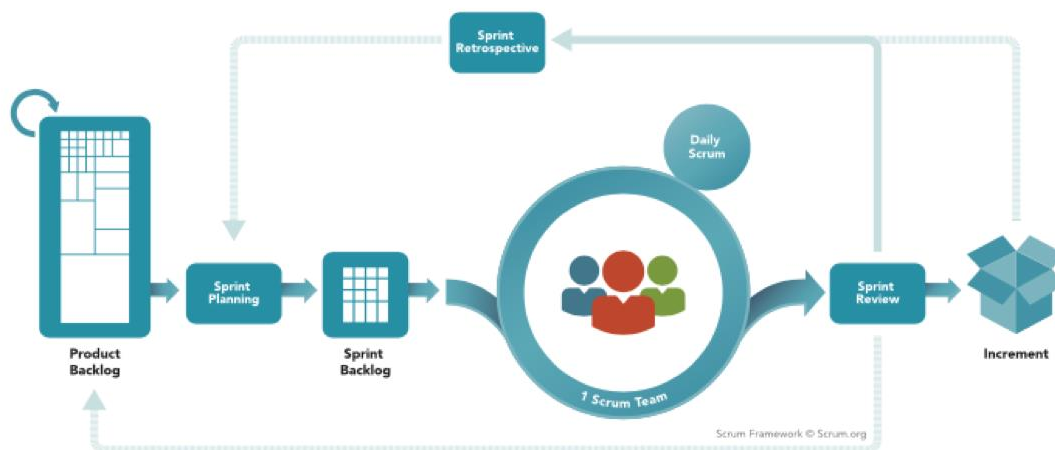 Sprint
Retrospective
Daily
Scrum
Sprint
Planning
Sprint
Review
Product
Backlog
Sprint
Backlog
Increment
1 Scrum Team
Scrum Framework © Scrum.org